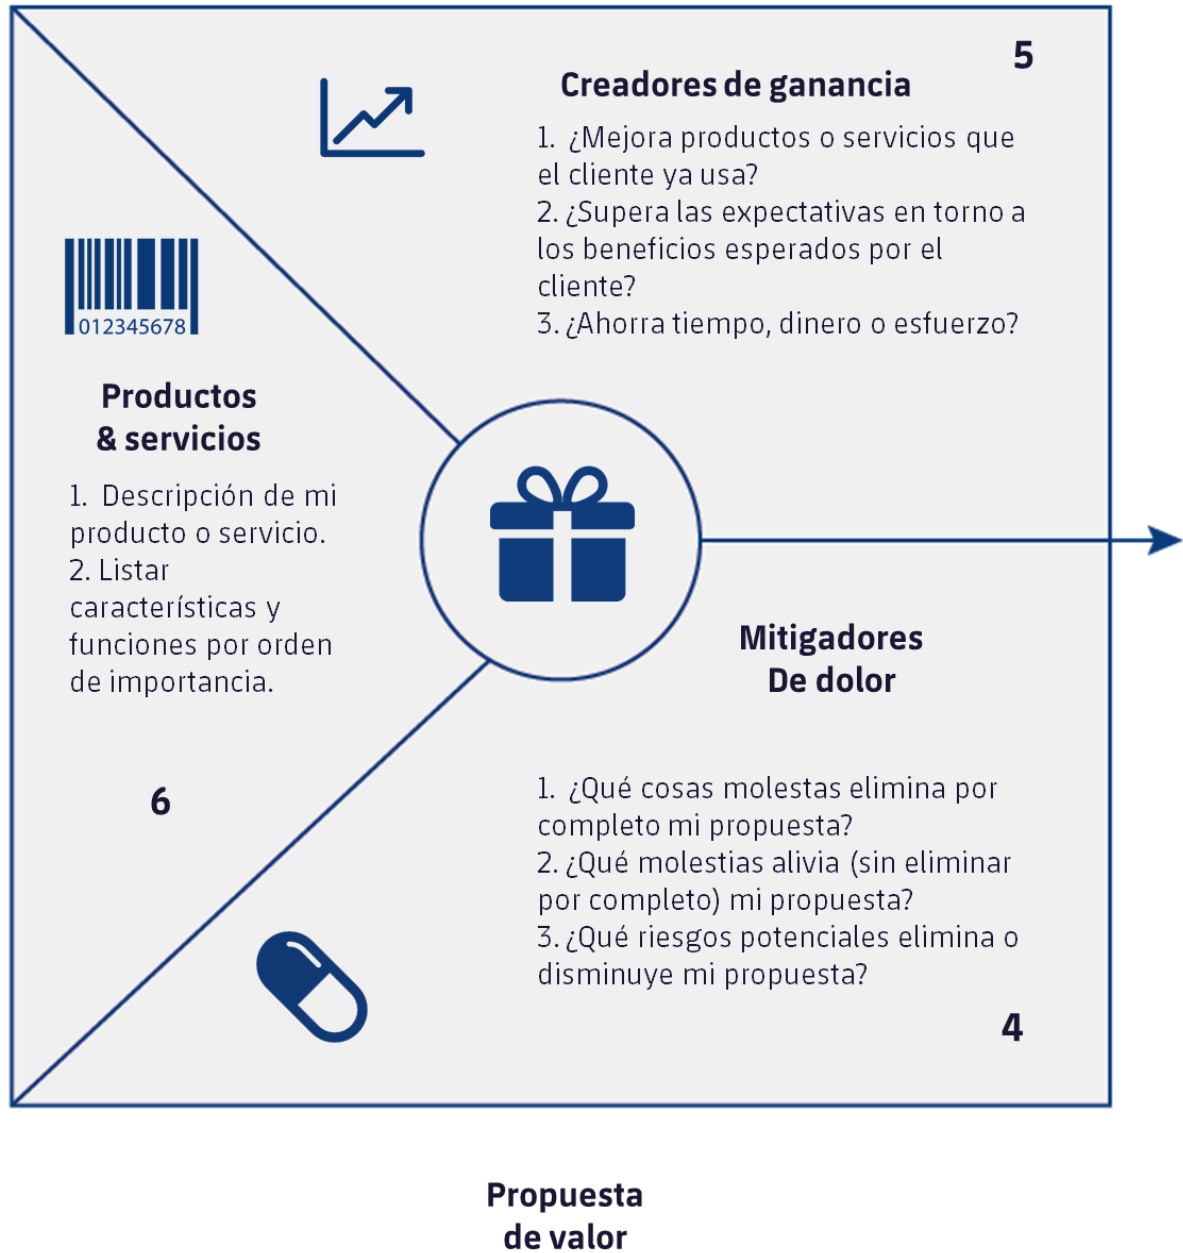 5
Creadores de ganancia
1. ¿Mejora productos o servicios que
el cliente ya usa?
2. ¿Supera las expectativas en torno a
los beneficios esperados por el
cliente?
3. ¿Ahorra tiempo, dinero o esfuerzo?
012345678
Productos
& servicios
1. Descripción de mi
producto o servicio.
2. Listar
características y
funciones por orden
de importancia.
6
Mitigadores
De dolor
1. ¿Qué cosas molestas elimina por
completo mi propuesta?
2. ¿Qué molestias alivia (sin eliminar
por completo) mi propuesta?
3. ¿Qué riesgos potenciales elimina o
disminuye mi propuesta?
4
Propuesta
de valor